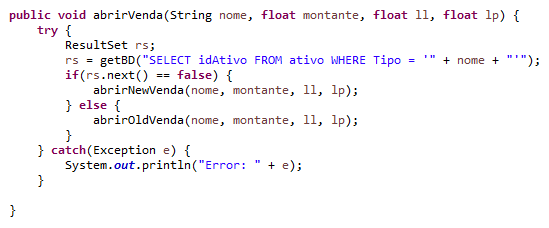 public void abrirVenda(String nome, float montante, float ll, float lp) {
    try {
        ResultSet rs;
        rs = getBD("SELECT idAtivo FROM ativo WHERE Tipo = '" + nome + "'");
        if(rs.next() == false) {
            abrirNewVenda(nome, montante, ll, lp);
        } else {
            abrirOldVenda(nome, montante, ll, lp);
        }
    } catch(Exception e) {
        System.out.println("Error: " + e);
    }
}